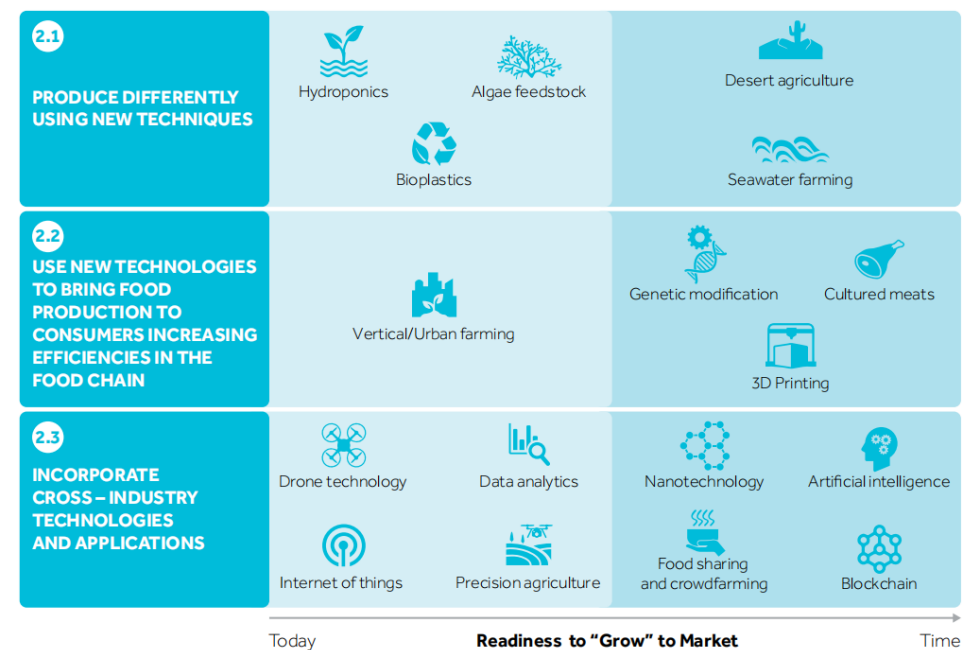 2.1
PRODUCE DIFFERENTLY
USING NEW TECHNIQUES
Hydroponics
Algae feedstock
Bioplastics
Desert agriculture
Seawater farming
2.2
USE NEW TECHNOLOGIES
TO BRING FOOD
PRODUCTION TO
CONSUMERS INCREASING
EFFICIENCIES IN THE
FOOD CHAIN
Vertical/Urban farming
Genetic modification
Cultured meats
3D Printing
2.3
INCORPORATE
CROSS – INDUSTRY
TECHNOLOGIES
AND APPLICATIONS
Drone technology
Data analytics
Internet of things
Precision agriculture
Nanotechnology
Artificial intelligence
Food sharing
and crowdfarming
Blockchain
Today
Readiness to “Grow” to Market
Time